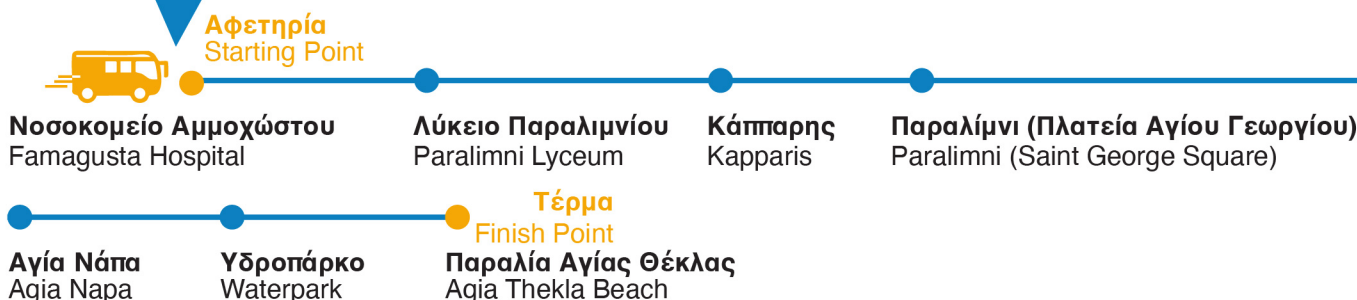 Αφετηρία
Starting Point
Νοσοκομείο Αμμοχώστου
Famagusta Hospital
Λύκειο Παραλιμνίου
Paralimni Lyceum
Κάππαρης
Kapparis
Παραλίμνι (Πλατεία Αγίου Γεωργίου)
Paralimni (Saint George Square)
Τέρμα
Finish Point
Αγία Νάπα
Agia Napa
Υδροπάρκο
Waterpark
Παραλία Αγίας Θέκλας
Agia Thekla Beach